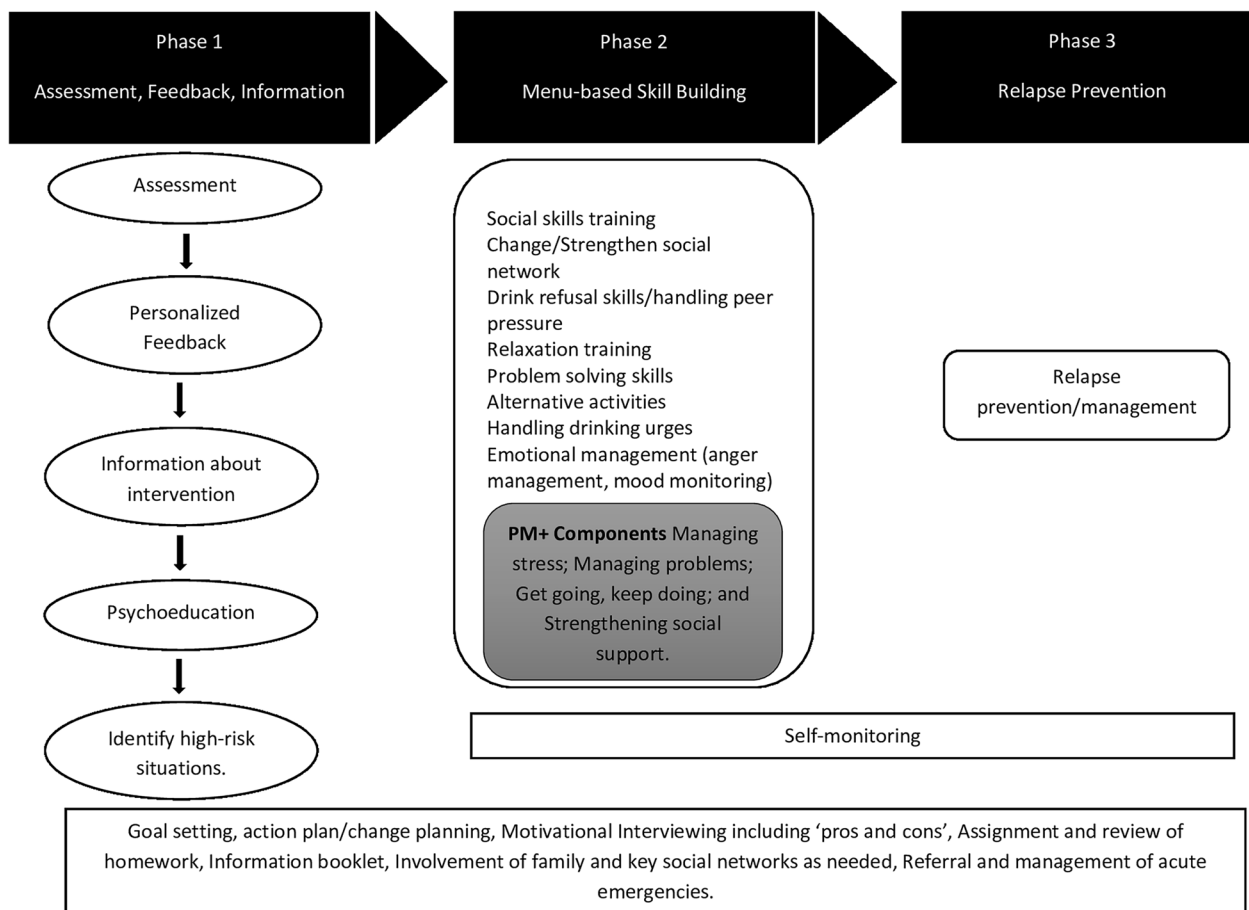 Phase 1
Assessment, Feedback, Information
Phase 2
Menu-based Skill Building
Phase 3
Relapse Prevention
Assessment
Personalized
Feedback
Information about
intervention
Psychoeducation
Identify high-risk
situations.
Social skills training
Change/Strengthen social
network
Drink refusal skills/handling peer
pressure
Relaxation training
Problem solving skills
Alternative activities
Handling drinking urges
Emotional management (anger
management, mood monitoring)
PM+ Components Managing
stress; Managing problems;
Get going, keep doing; and
Strengthening social
support.
Relapse
prevention/management
Self-monitoring
Goal setting, action plan/change planning, Motivational Interviewing including ‘pros and cons’, Assignment and review of
homework, Information booklet, Involvement of family and key social networks as needed, Referral and management of acute
emergencies.